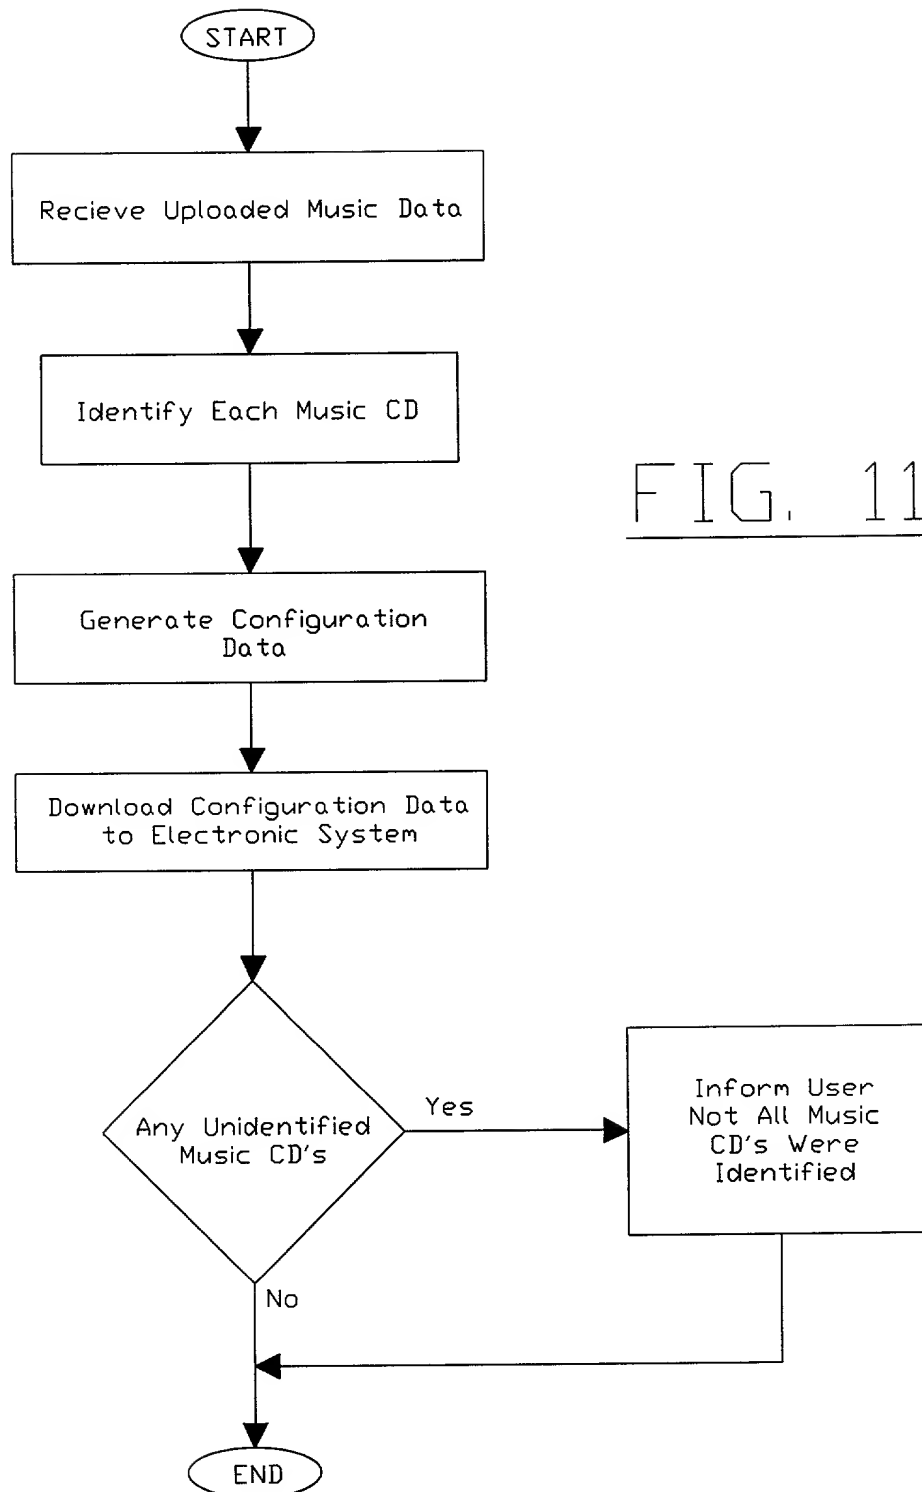 START
Recieve Uploaded Music Data
Identify Each Music CD
FIG. 11
Generate Configuration
Data
Download Configuration Data
to Electronic System
Any Unidentified
Music CD's
Yes
Inform User
Not All Music
CD's Were
Identified
No
END